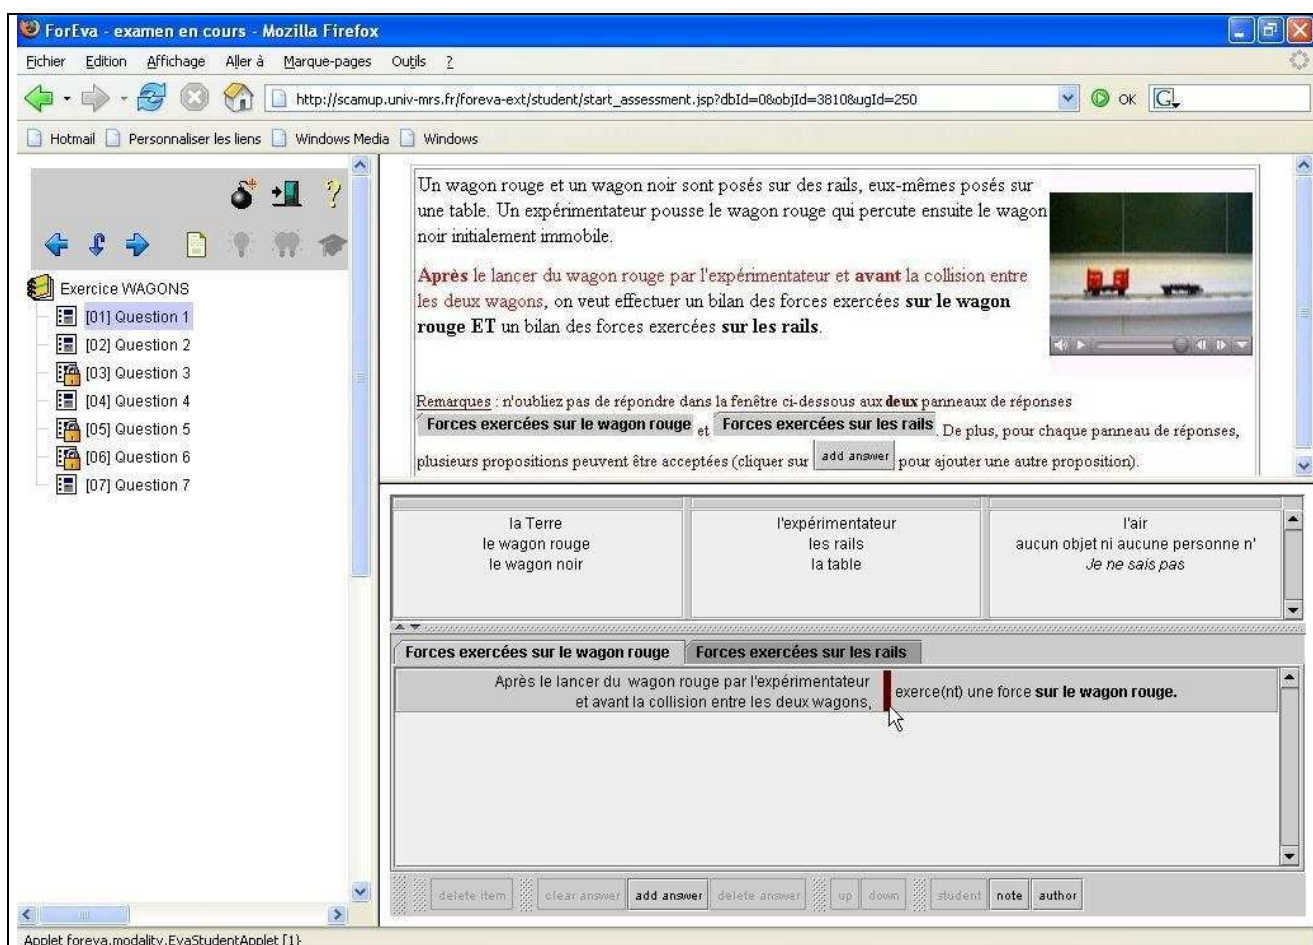 ForEva - examen en cours - Mozilla Firefox
Fichier Edition Affichage Aller à Marque-pages Outils ?
http://scamup.univ-mrs.fr/foreva-ext/student/start_assessment.jsp?dbId=0&objId=3810&ugId=250
OK
Hotmail Personnaliser les liens Windows Media Windows
Exercice WAGONS
[01] Question 1
[02] Question 2
[03] Question 3
[04] Question 4
[05] Question 5
[06] Question 6
[07] Question 7
Un wagon rouge et un wagon noir sont posés sur des rails, eux-mêmes posés sur
une table. Un expérimentateur pousse le wagon rouge qui percute ensuite le wagon
noir initialement immobile.
Après le lancer du wagon rouge par l'expérimentateur et avant la collision entre
les deux wagons, on veut effectuer un bilan des forces exercées sur le wagon
rouge ET un bilan des forces exercées sur les rails.
Remarques : n'oubliez pas de répondre dans la fenêtre ci-dessous aux deux panneaux de réponses
Forces exercées sur le wagon rouge et Forces exercées sur les rails. De plus, pour chaque panneau de réponses,
plusieurs propositions peuvent être acceptées (cliquer sur add answer pour ajouter une autre proposition).
la Terre
le wagon rouge
le wagon noir
l'expérimentateur
les rails
la table
l'air
aucun objet ni aucune personne n'
Je ne sais pas
Forces exercées sur le wagon rouge Forces exercées sur les rails
Après le lancer du wagon rouge par l'expérimentateur
et avant la collision entre les deux wagons,
exerce(nt) une force sur le wagon rouge.
delete item clear answer add answer delete answer up down student note author
Applet foreva.modality.EvaStudentApplet [1}